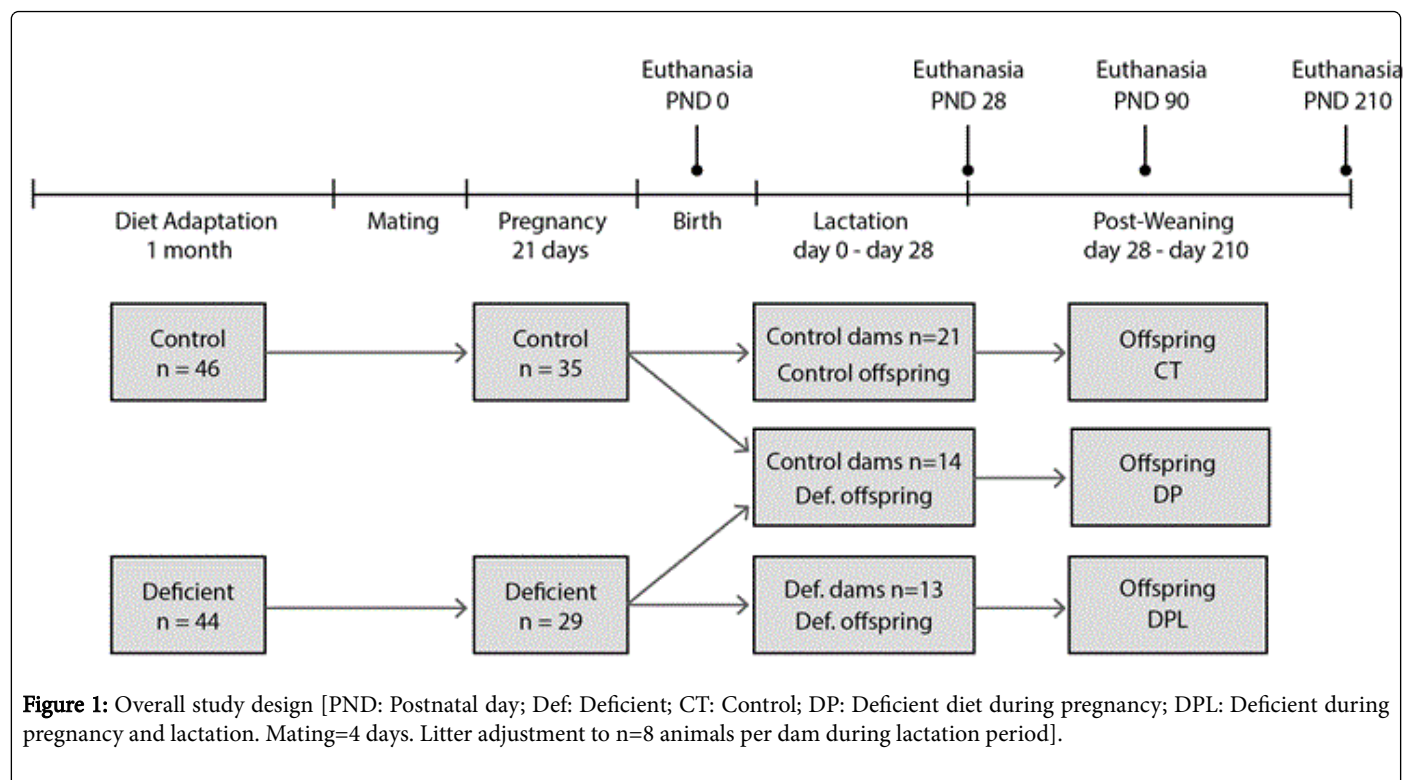 Euthanasia Euthanasia Euthanasia Euthanasia
PND 0 PND 28 PND 90 PND 210
Diet Adaptation Mating Pregnancy Birth Lactation Post-Weaning
1 month 21 days day 0 - day 28 day 28 - day 210
Control
n = 46
Control
n = 35
Control dams n=21
Control offspring
Offspring
CT
Control dams n=14
Def. offspring
Offspring
DP
Deficient
n = 44
Deficient
n = 29
Def. dams n=13
Def. offspring
Offspring
DPL
Figure 1: Overall study design [PND: Postnatal day; Def: Deficient; CT: Control; DP: Deficient diet during pregnancy; DPL: Deficient during
pregnancy and lactation. Mating=4 days. Litter adjustment to n=8 animals per dam during lactation period].